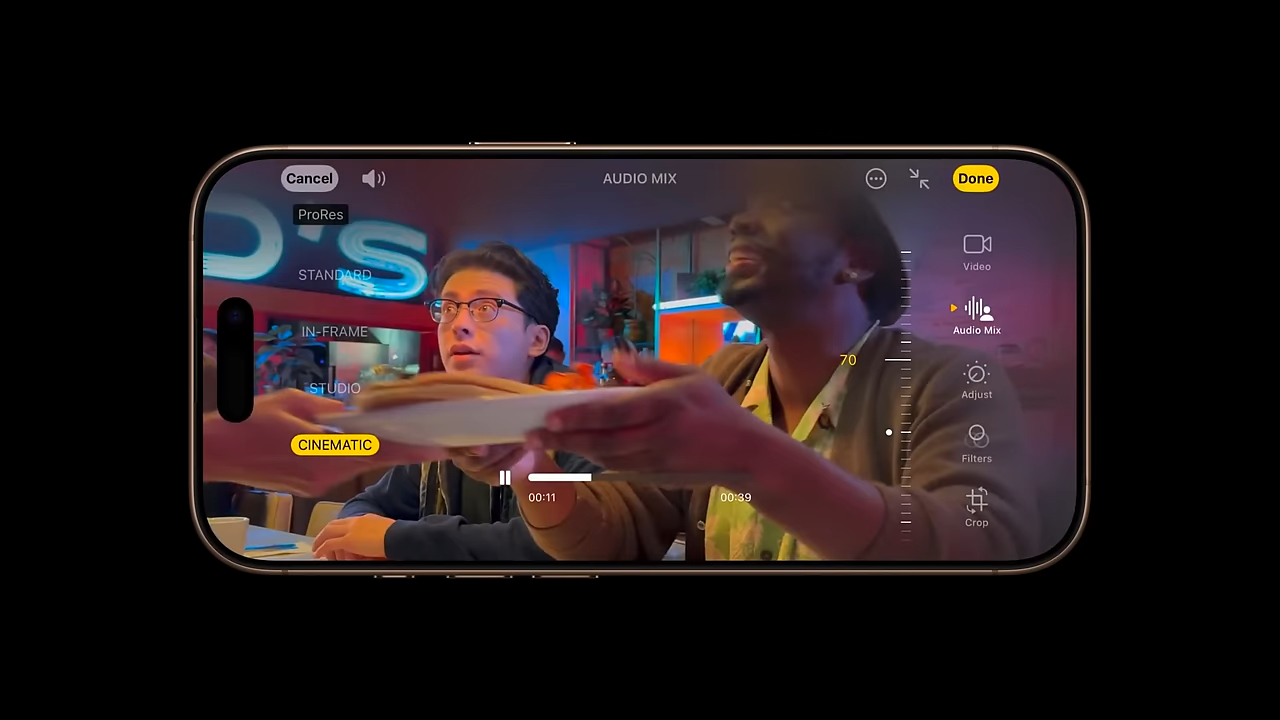 Cancel
AUDIO MIX
Done
ProRes
STANDARD
IN-FRAME
STUDIO
CINEMATIC
70
00:11
00:39
Video
Audio Mix
Adjust
Filters
Crop
's